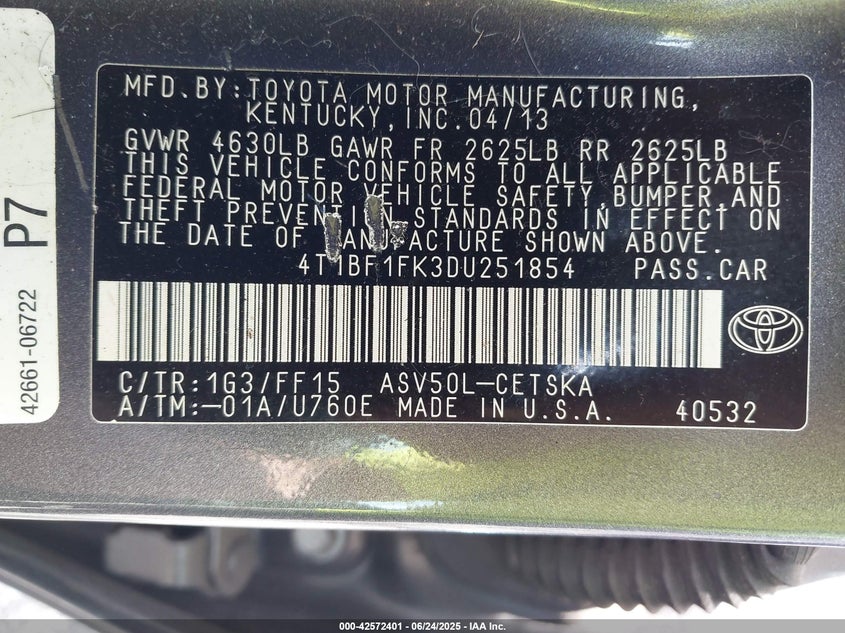 MFD.BY:TOYOTA MOTOR MANUFACTURING,
KENTUCKY,INC.04/13
GVWR 4630LB GAWR FR 2625LB RR 2625LB
THIS VEHICLE CONFORMS TO ALL APPLICABLE
FEDERAL MOTOR VEHICLE SAFETY,BUMPER,AND
THEFT PREVENTION STANDARDS IN EFFECT ON
THE DATE OF MANUFACTURE SHOWN ABOVE.
4T1BF1FK3DU251854 PASS.CAR
C/TR:1G3/FF15 ASV50L-CETSKA
A/TM:-01A/U760E MADE IN U.S.A. 40532
P7
42661-06722
000-42572401 | 06/24/2025 | IAA Inc.